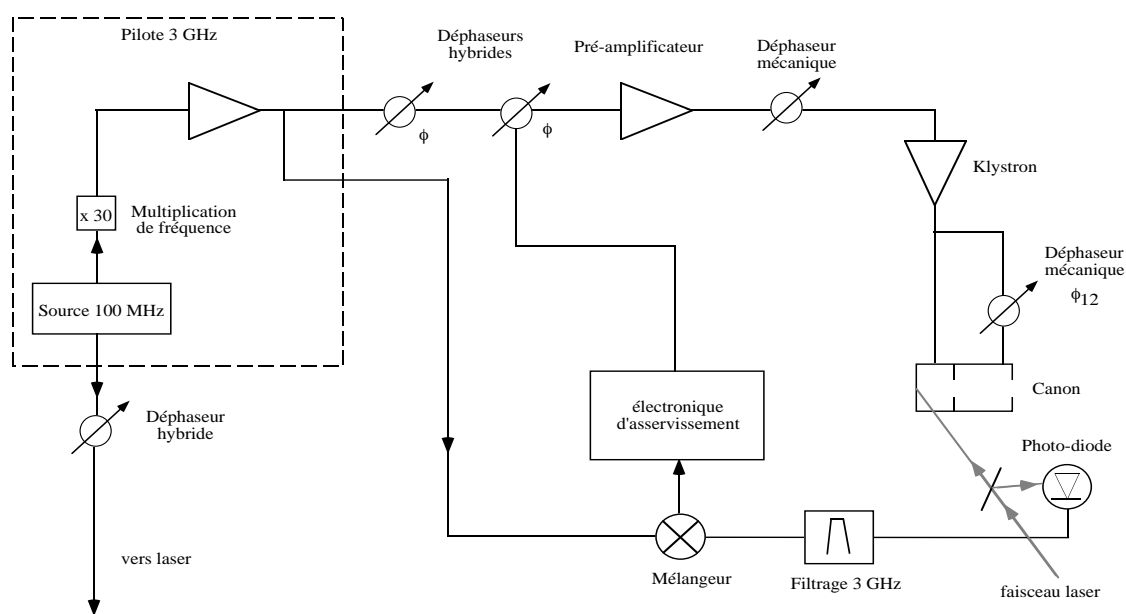 Pilote 3 GHz
Déphaseurs
hybrides
Pré-amplificateur
Déphaseur
mécanique
ϕ
ϕ
Klystron
x 30
Multiplication
de fréquence
Source 100 MHz
Déphaseur
mécanique
ϕ12
Canon
Déphaseur
hybride
électronique
d'asservissement
Photo-diode
vers laser
Mélangeur
Filtrage 3 GHz
faisceau laser